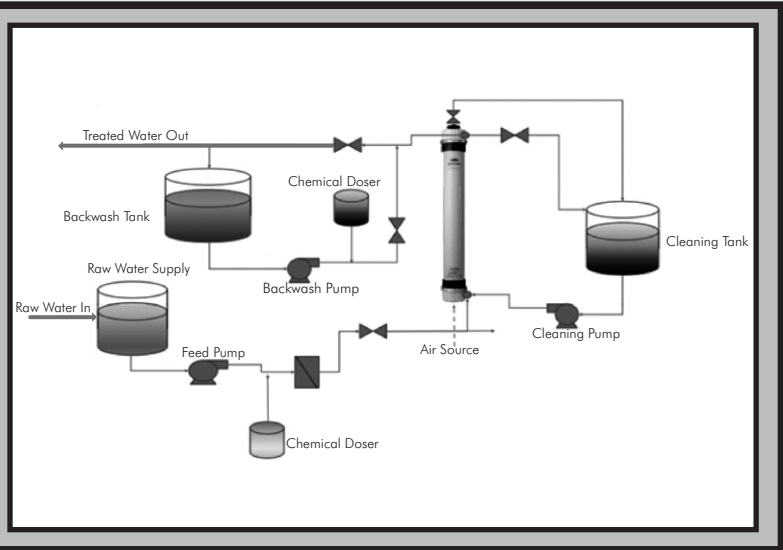 Treated Water Out
Chemical Doser
Backwash Tank
Cleaning Tank
Raw Water Supply
Backwash Pump
Raw Water In
Cleaning Pump
Feed Pump
Air Source
Chemical Doser